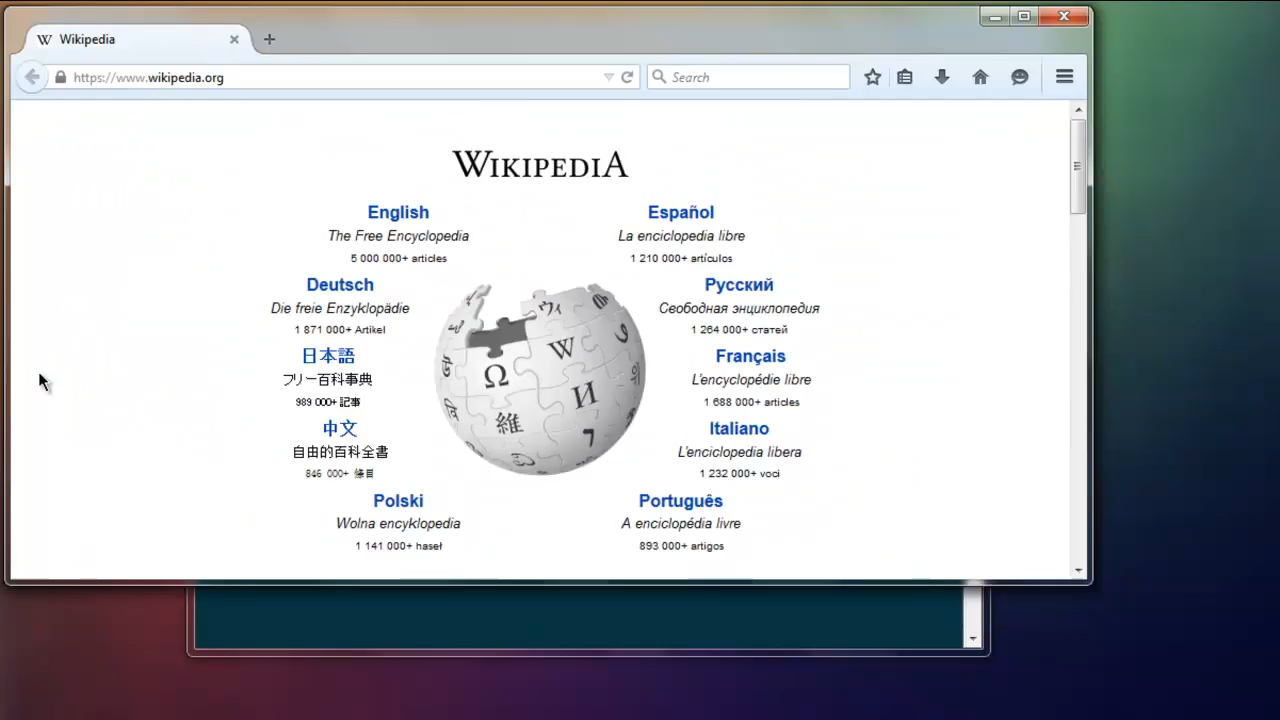 Wikipedia
https://www.wikipedia.org
Search
WIKIPEDIA
English
The Free Encyclopedia
5 000 000+ articles
Español
La enciclopedia libre
1 210 000+ artículos
Deutsch
Die freie Enzyklopädie
1 871 000+ Artikel
Русский
Свободная энциклопедия
1 264 000+ статей
日本語
フリー百科事典
989 000+ 記事
Français
L'encyclopédie libre
1 688 000+ articles
中文
自由的百科全書
846 000+ 條目
Italiano
L'enciclopedia libera
1 232 000+ voci
Polski
Wolna encyklopedia
1 141 000+ haseł
Português
A enciclopédia livre
893 000+ artigos
Ω
W
И
維
ウィ